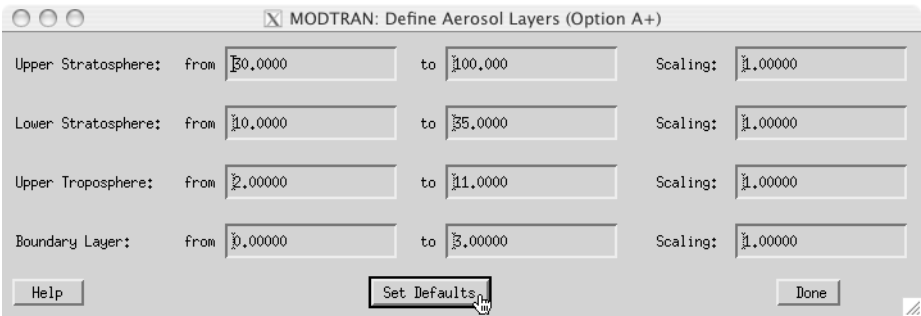 MODTRAN: Define Aerosol Layers (Option A+)
Upper Stratosphere: from 30.0000 to 100.000 Scaling: 1.00000
Lower Stratosphere: from 10.0000 to 35.0000 Scaling: 1.00000
Upper Troposphere: from 2.00000 to 11.0000 Scaling: 1.00000
Boundary Layer: from 0.00000 to 3.00000 Scaling: 1.00000
Help Set Defaults Done